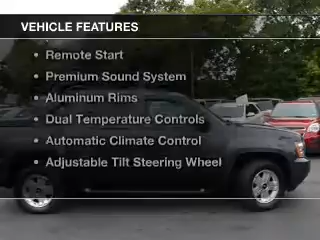 VEHICLE FEATURES
• Remote Start
• Premium Sound System
• Aluminum Rims
• Dual Temperature Controls
• Automatic Climate Control
• Adjustable Tilt Steering Wheel